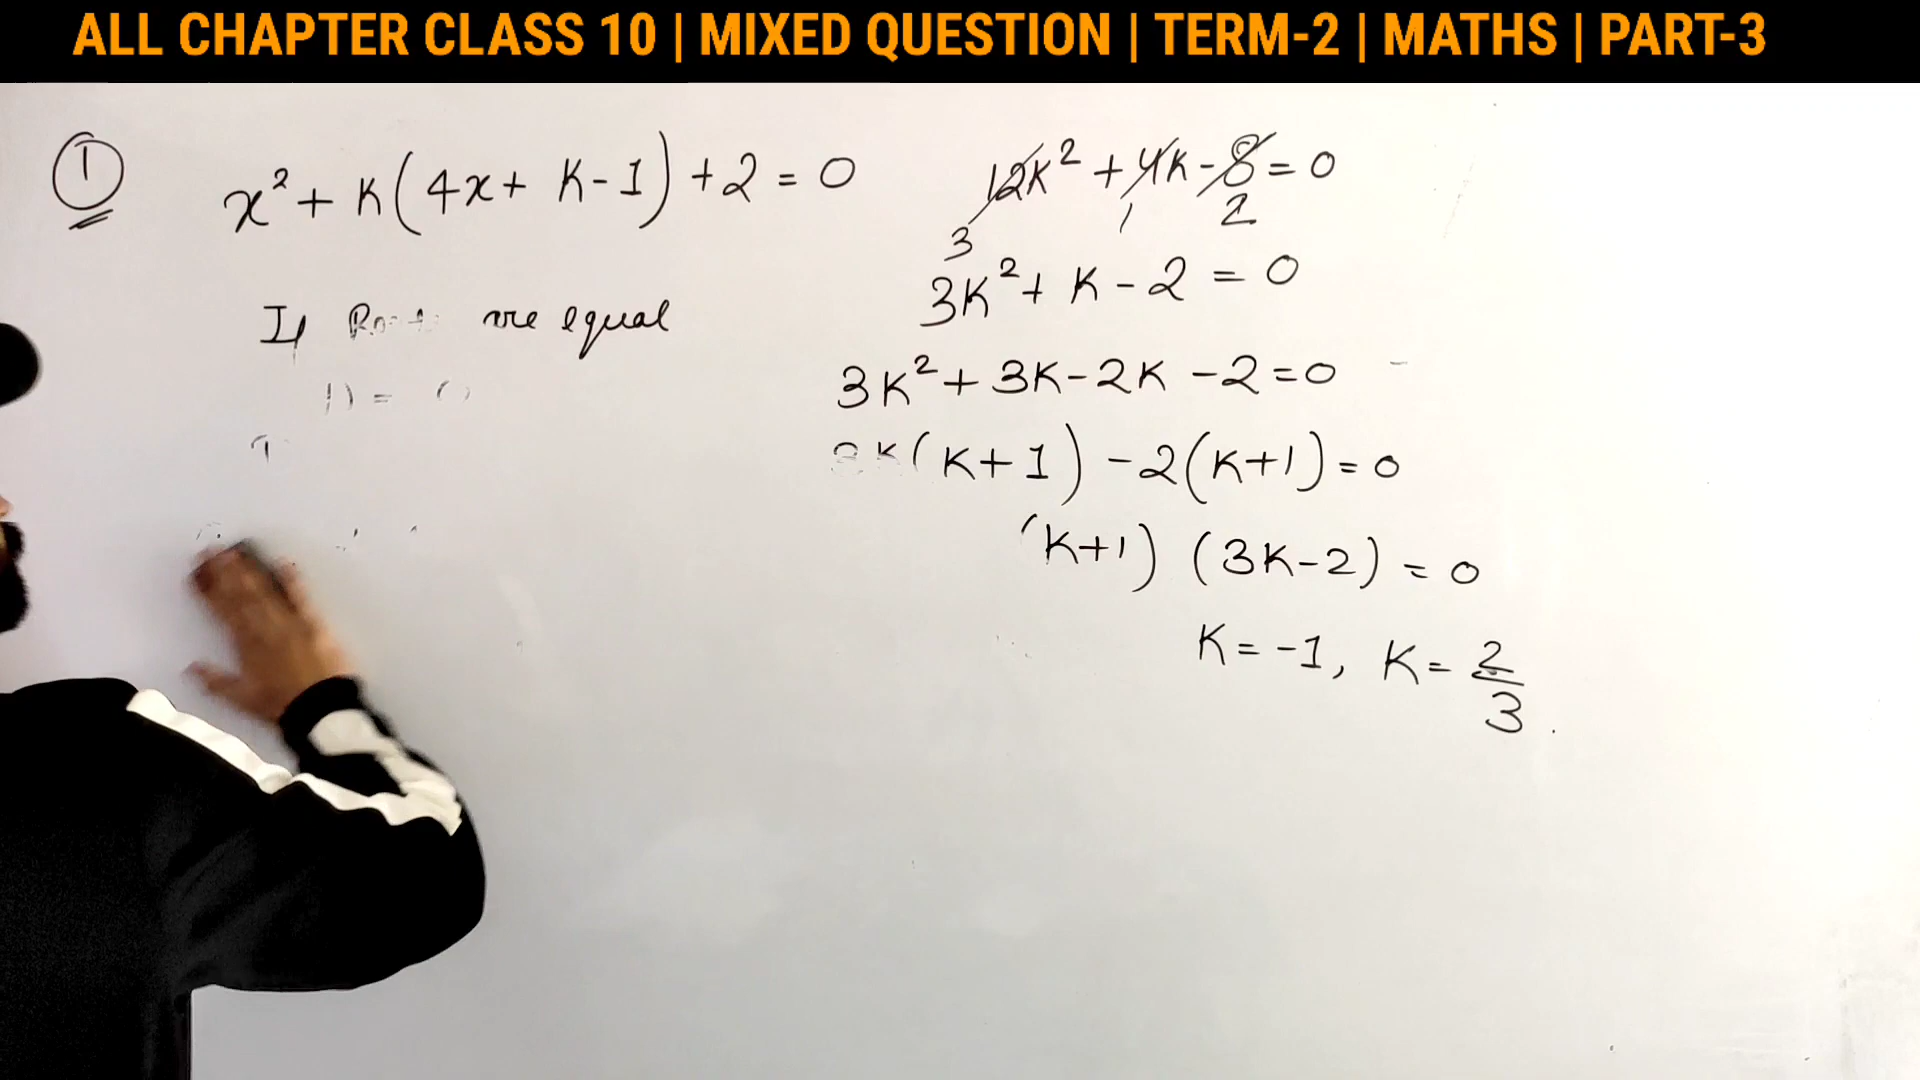 ALL CHAPTER CLASS 10 | MIXED QUESTION | TERM-2 | MATHS | PART-3
① x² + K(4x + K-1) + 2 = 0
If are equal
D = 0
12K² + 4K - 8 = 0
3 1 2
3K² + K - 2 = 0
3K² + 3K - 2K - 2 = 0
3K(K+1) - 2(K+1) = 0
(K+1) (3K-2) = 0
K = -1, K = 2/3